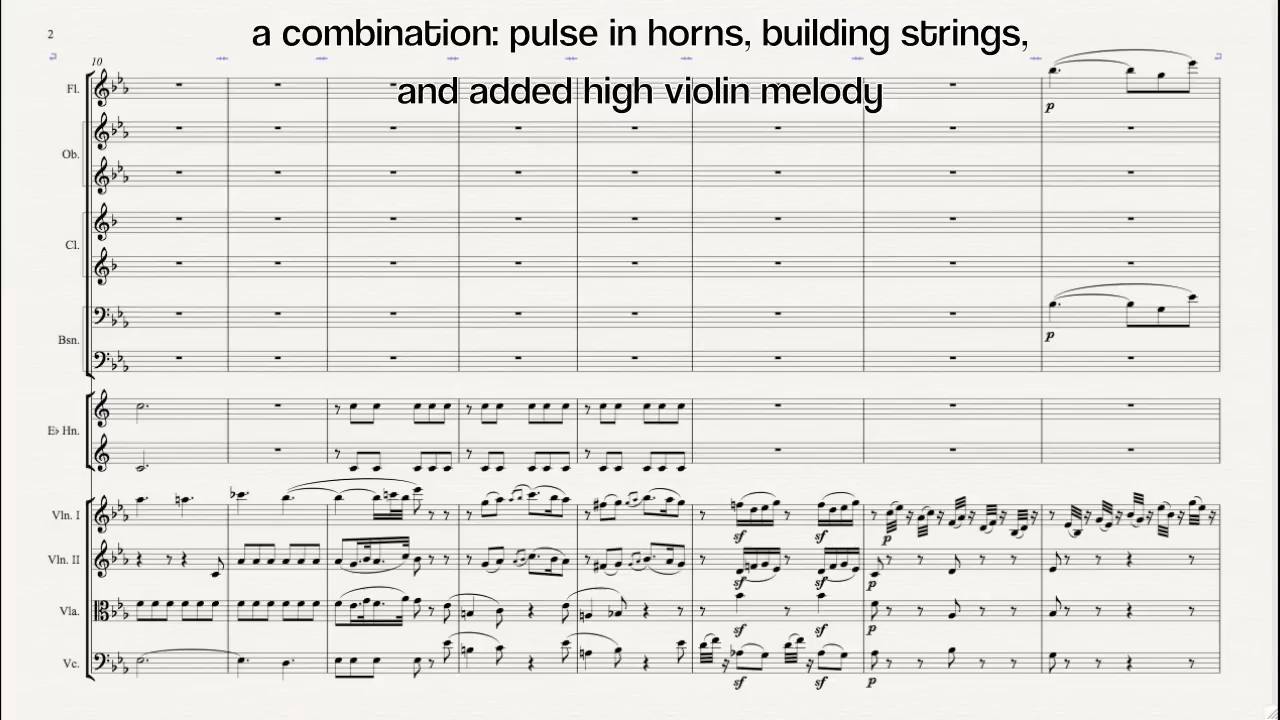 2
a combination: pulse in horns, building strings,
10
Fl.
and added high violin melody
p
Ob.
Cl.
p
Bsn.
E♭ Hn.
Vln. I
sf sf p
Vln. II
sf sf p
Vla.
sf sf p
Vc.
sf sf p